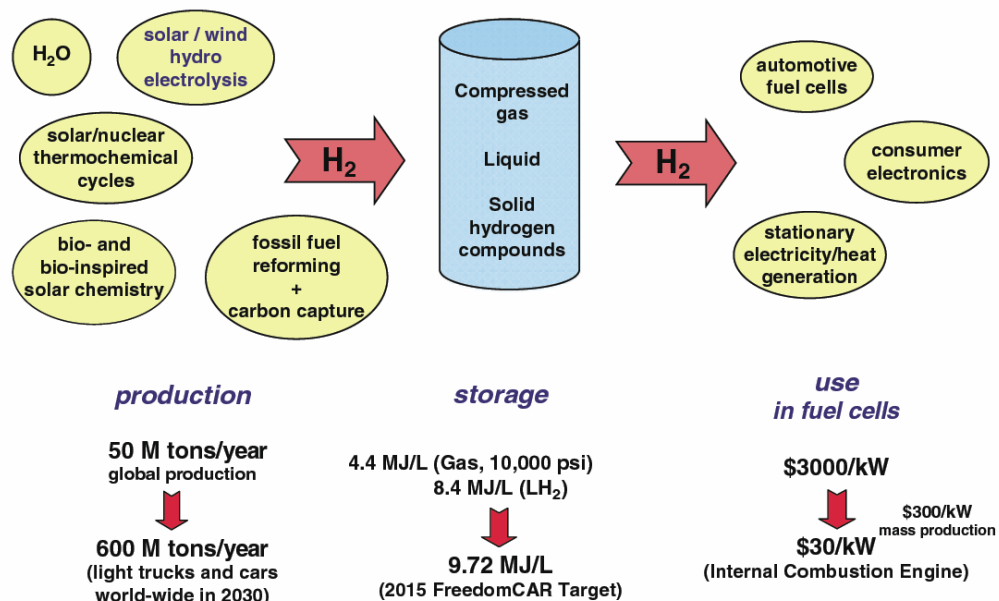 H₂O
solar / wind
hydro
electrolysis
solar/nuclear
thermochemical
cycles
bio- and
bio-inspired
solar chemistry
fossil fuel
reforming
+
carbon capture
H₂
Compressed
gas
Liquid
Solid
hydrogen
compounds
H₂
automotive
fuel cells
consumer
electronics
stationary
electricity/heat
generation
production
50 M tons/year
global production
600 M tons/year
(light trucks and cars
world-wide in 2030)
storage
4.4 MJ/L (Gas, 10,000 psi)
8.4 MJ/L (LH₂)
9.72 MJ/L
(2015 FreedomCAR Target)
use
in fuel cells
$3000/kW
$300/kW
mass production
$30/kW
(Internal Combustion Engine)